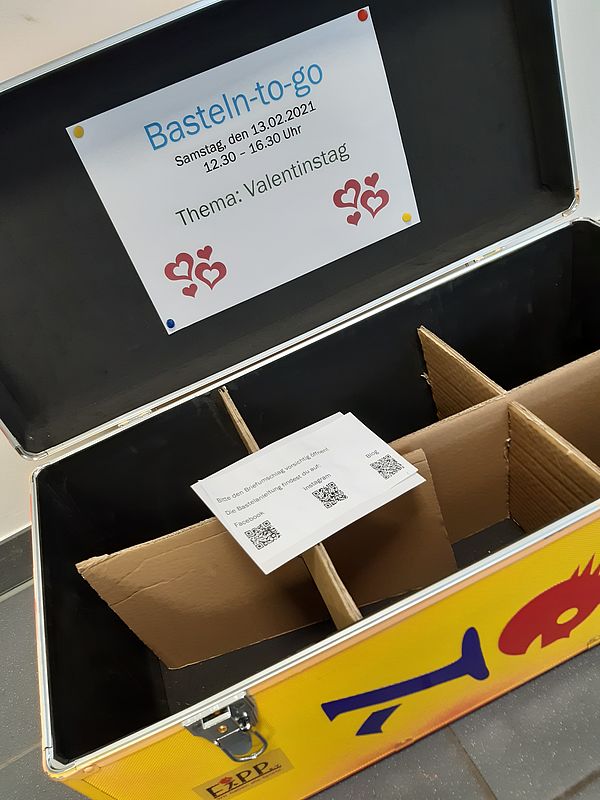 Basteln-to-go
Samstag, den 13.02.2021
12.30 – 16.30 Uhr
Thema: Valentinstag
Bitte den Briefumschlag vorsichtig öffnen!
Die Bastelanleitung findest du auf:
Facebook
Instagram
Blog